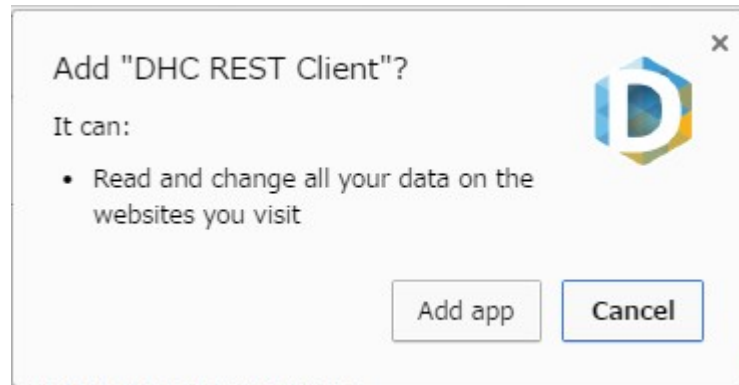 Add "DHC REST Client"?
It can:
• Read and change all your data on the
websites you visit
Add app
Cancel